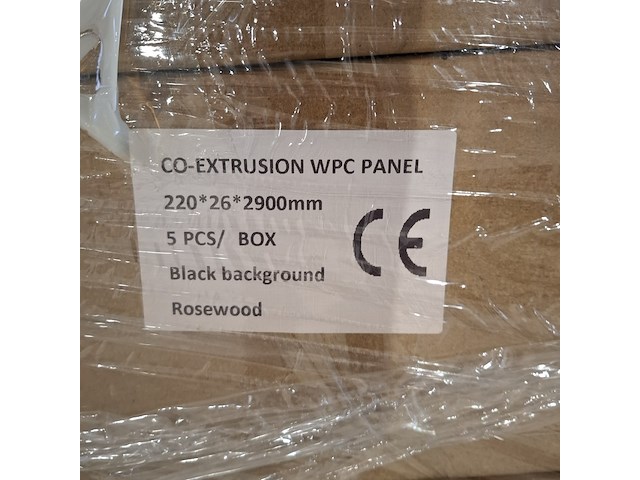 CO-EXTRUSION WPC PANEL
220*26*2900mm
5 PCS/ BOX
CE
Black background
Rosewood